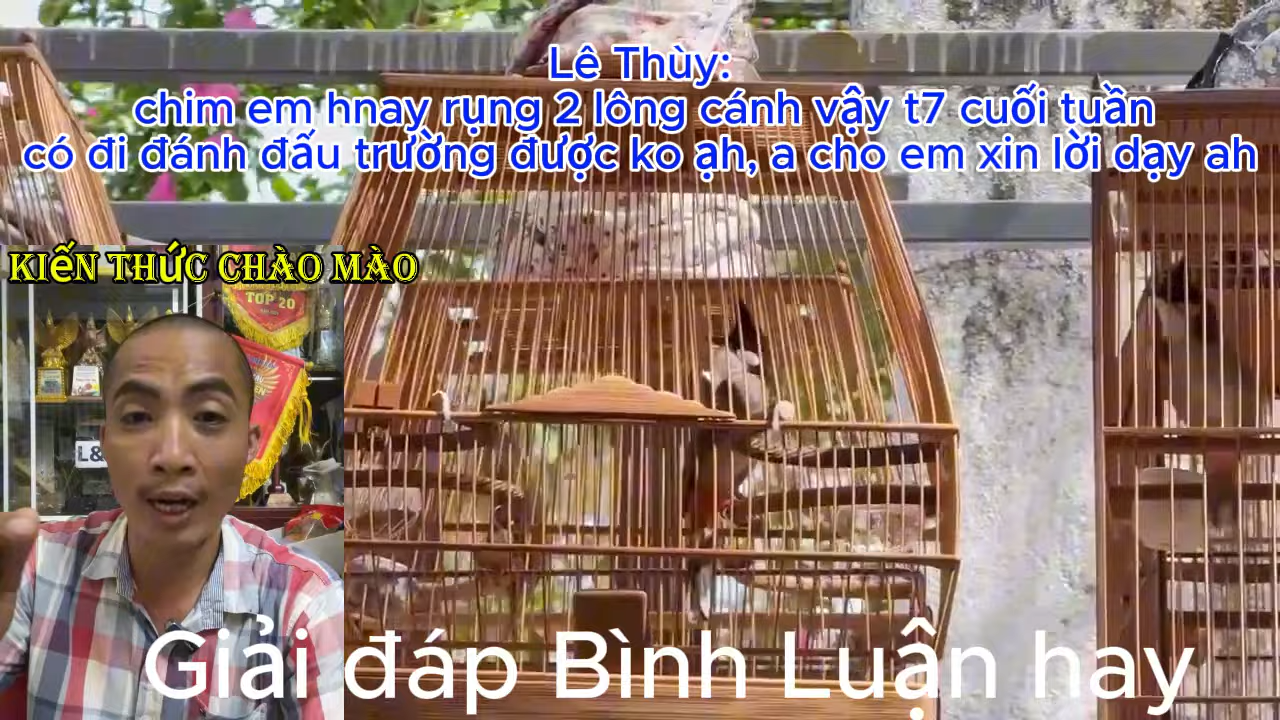 Lê Thùy:
chim em hnay rụng 2 lông cánh vậy t7 cuối tuần
có đi đánh đấu trường được ko ạh, a cho em xin lời dạy ah
KIẾN THỨC CHÀO MÀO
TOP 20
L&
Giải đáp Bình Luận hay